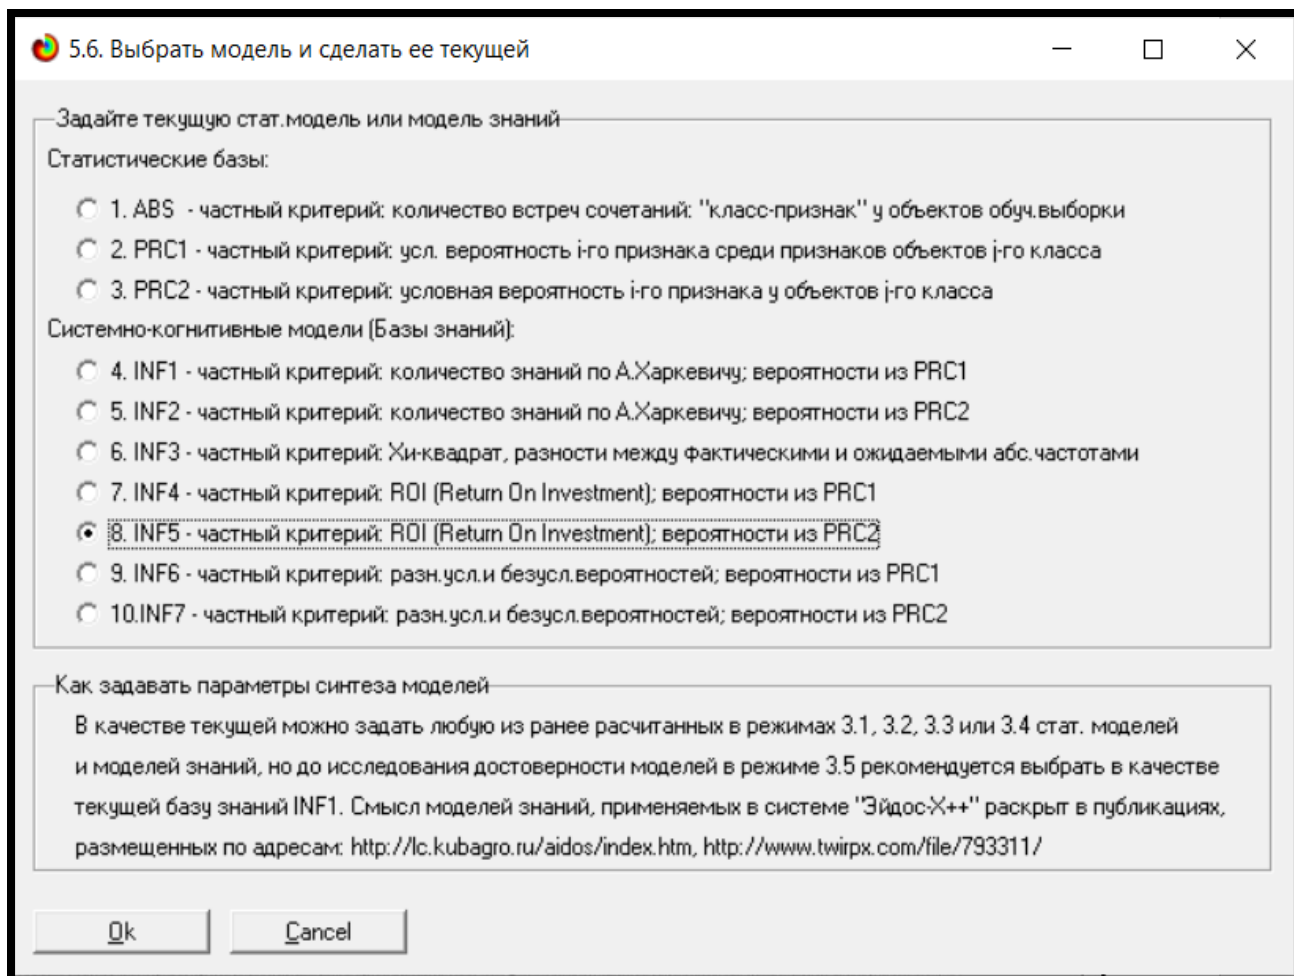 5.6. Выбрать модель и сделать ее текущей
Задайте текущую стат.модель или модель знаний
Статистические базы:
1. ABS - частный критерий: количество встреч сочетаний: "класс-признак" у объектов обуч.выборки
2. PRC1 - частный критерий: усл. вероятность i-го признака среди признаков объектов j-го класса
3. PRC2 - частный критерий: условная вероятность i-го признака у объектов j-го класса
Системно-когнитивные модели (Базы знаний):
4. INF1 - частный критерий: количество знаний по А.Харкевичу; вероятности из PRC1
5. INF2 - частный критерий: количество знаний по А.Харкевичу; вероятности из PRC2
6. INF3 - частный критерий: Хи-квадрат, разности между фактическими и ожидаемыми абс.частотами
7. INF4 - частный критерий: ROI (Return On Investment); вероятности из PRC1
8. INF5 - частный критерий: ROI (Return On Investment); вероятности из PRC2
9. INF6 - частный критерий: разн.усл.и безусл.вероятностей; вероятности из PRC1
10.INF7 - частный критерий: разн.усл.и безусл.вероятностей; вероятности из PRC2
Как задавать параметры синтеза моделей
В качестве текущей можно задать любую из ранее расчитанных в режимах 3.1, 3.2, 3.3 или 3.4 стат. моделей
и моделей знаний, но до исследования достоверности моделей в режиме 3.5 рекомендуется выбрать в качестве
текущей базу знаний INF1. Смысл моделей знаний, применяемых в системе "Эйдос-X++" раскрыт в публикациях,
размещенных по адресам: http://lc.kubagro.ru/aidos/index.htm, http://www.twirpx.com/file/793311/
Ok
Cancel